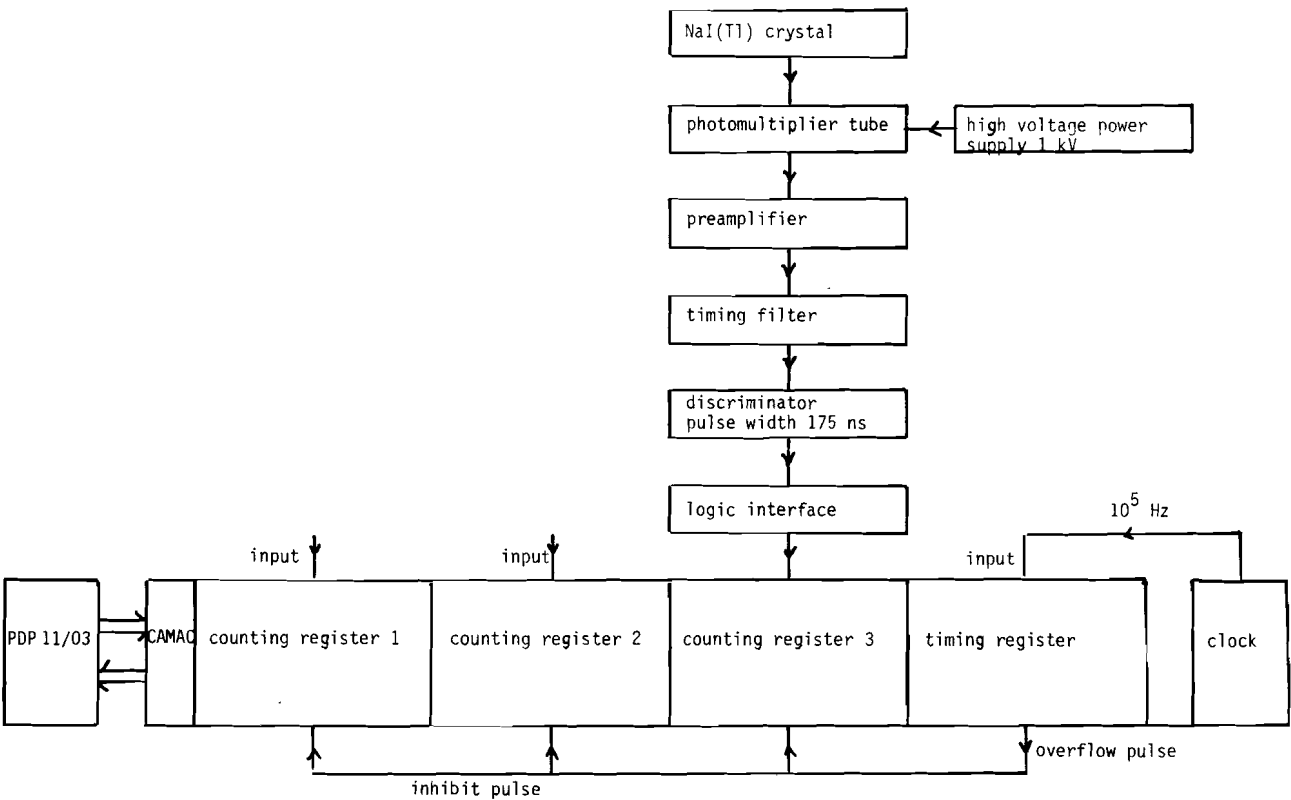 NaI(Tl) crystal
photomultiplier tube
high voltage power
supply 1 kV
preamplifier
timing filter
discriminator
pulse width 175 ns
logic interface
10^5 Hz
input
input
input
PDP 11/03
CAMAC
counting register 1
counting register 2
counting register 3
timing register
clock
overflow pulse
inhibit pulse